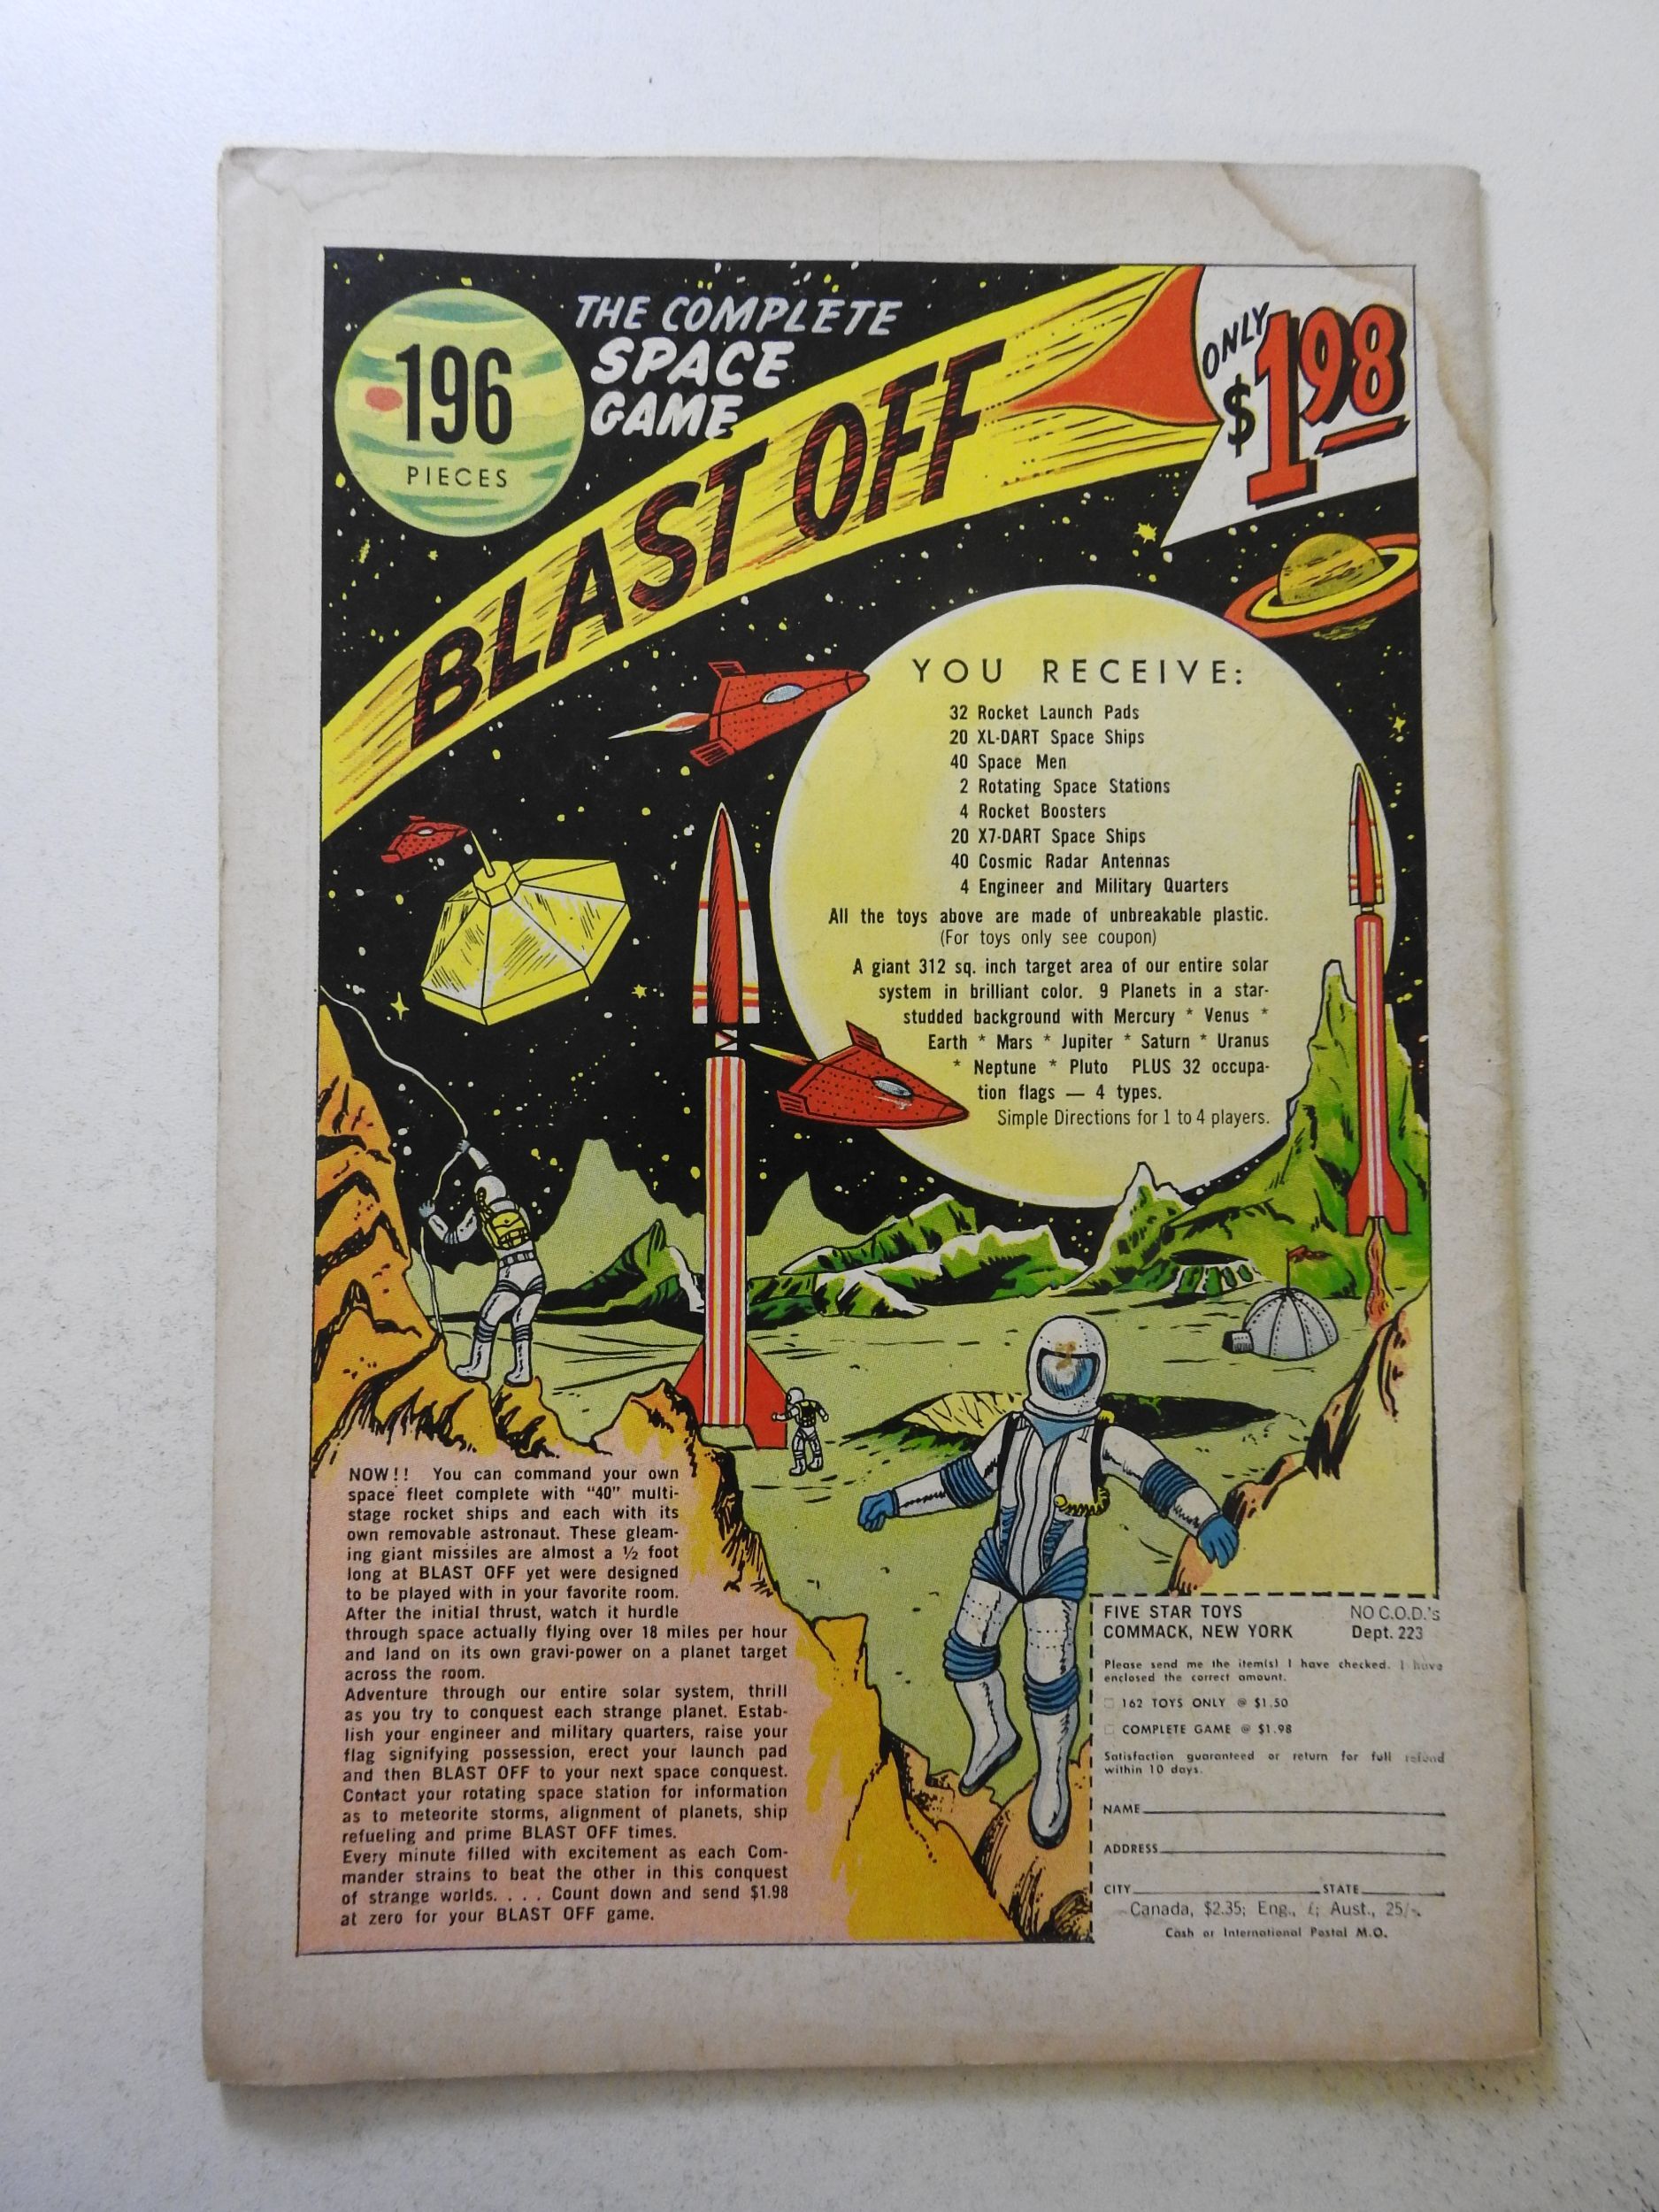 196
PIECES
THE COMPLETE
SPACE
GAME
BLAST OFF
ONLY
$1.98
YOU RECEIVE:
32 Rocket Launch Pads
20 XL-DART Space Ships
40 Space Men
2 Rotating Space Stations
4 Rocket Boosters
20 X7-DART Space Ships
40 Cosmic Radar Antennas
4 Engineer and Military Quarters
All the toys above are made of unbreakable plastic.
(For toys only see coupon)
A giant 312 sq. inch target area of our entire solar
system in brilliant color. 9 Planets in a star-
studded background with Mercury * Venus *
Earth * Mars * Jupiter * Saturn * Uranus
* Neptune * Pluto PLUS 32 occupa-
tion flags — 4 types.
Simple Directions for 1 to 4 players.
NOW!! You can command your own
space fleet complete with "40" multi-
stage rocket ships and each with its
own removable astronaut. These gleam-
ing giant missiles are almost a ½ foot
long at BLAST OFF yet were designed
to be played with in your favorite room.
After the initial thrust, watch it hurdle
through space actually flying over 18 miles per hour
and land on its own gravi-power on a planet target
across the room.
Adventure through our entire solar system, thrill
as you try to conquest each strange planet. Estab-
lish your engineer and military quarters, raise your
flag signifying possession, erect your launch pad
and then BLAST OFF to your next space conquest.
Contact your rotating space station for information
as to meteorite storms, alignment of planets, ship
refueling and prime BLAST OFF times.
Every minute filled with excitement as each Com-
mander strains to beat the other in this conquest
of strange worlds. . . . Count down and send $1.98
at zero for your BLAST OFF game.
FIVE STAR TOYS NO C.O.D.'s
COMMACK, NEW YORK Dept. 223
Please send me the item(s) I have checked. I have
enclosed the correct amount.
□ 162 TOYS ONLY @ $1.50
□ COMPLETE GAME @ $1.98
Satisfaction guaranteed or return for full refund
within 10 days.
NAME
ADDRESS
CITY STATE
Canada, $2.35; Eng., £; Aust., 25/-.
Cash or International Postal M.O.